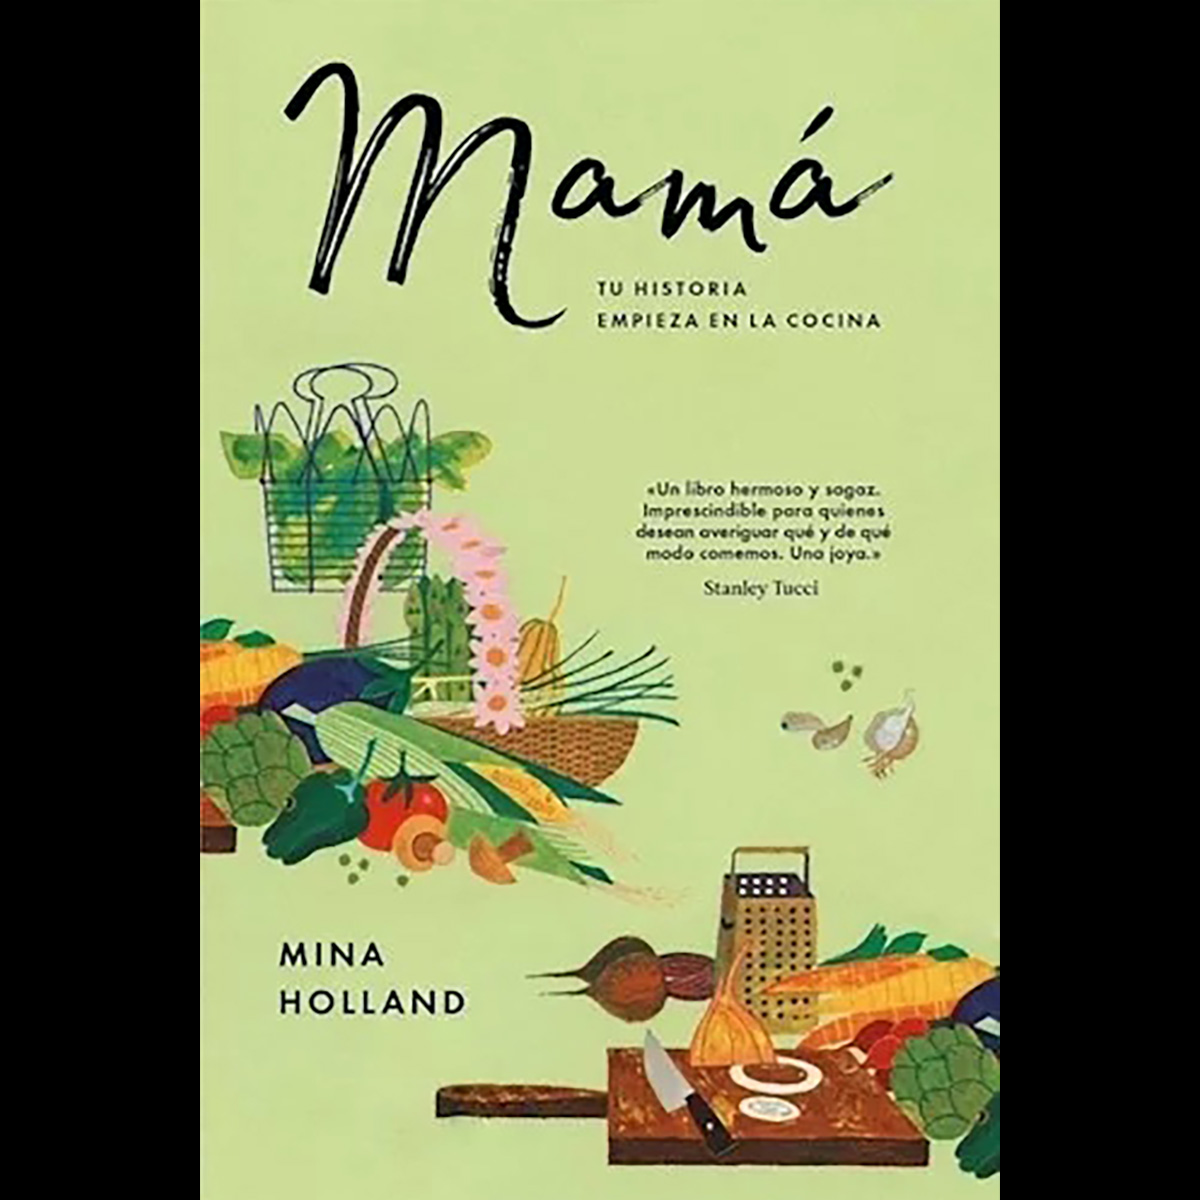 Mamá
TU HISTORIA
EMPIEZA EN LA COCINA
«Un libro hermoso y sagaz.
Imprescindible para quienes
desean averiguar qué y de qué
modo comemos. Una joya.»
Stanley Tucci
MINA
HOLLAND